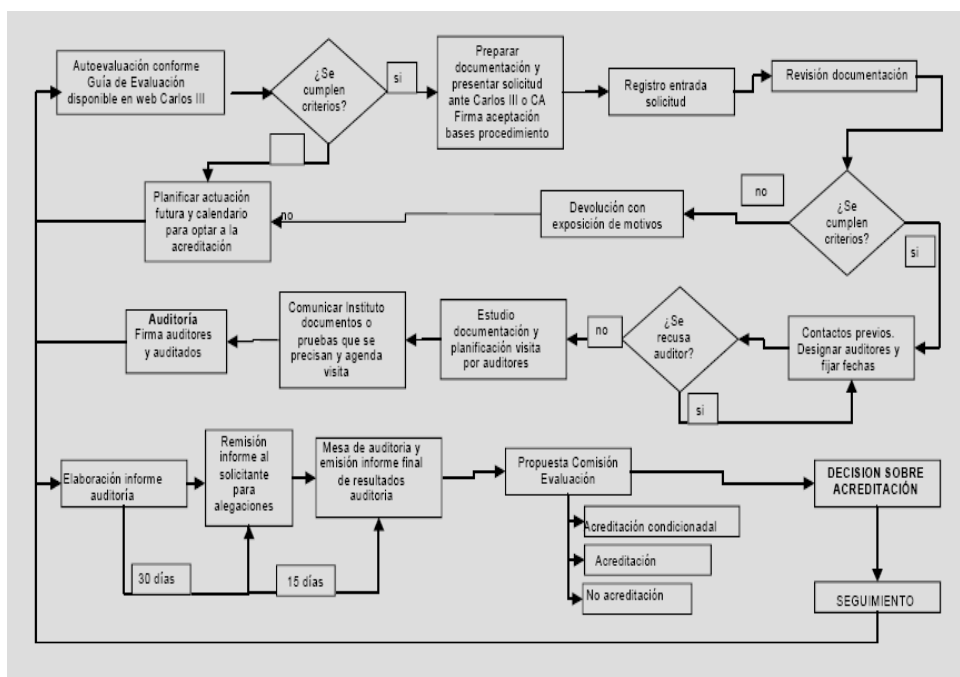 Autoevaluación conforme
Guía de Evaluación
disponible en web Carlos III
¿Se
cumplen
criterios?
si
Preparar
documentación y
presentar solicitud
ante Carlos III o CA
Firma aceptación
bases procedimiento
Registro entrada
solicitud
Revisión documentación
Planificar actuación
futura y calendario
para optar a la
acreditación
no
Devolución con
exposición de motivos
no
¿Se
cumplen
criterios?
si
Auditoría
Firma auditores
y auditados
Comunicar Instituto
documentos o
pruebas que se
precisan y agenda
visita
Estudio
documentación y
planificación visita
por auditores
no
¿Se
recusa
auditor?
si
Contactos previos.
Designar auditores y
fijar fechas
Elaboración informe
auditoría
Remisión
informe al
solicitante
para
alegaciones
Mesa de auditoria y
emisión informe final
de resultados
auditoria
Propuesta Comisión
Evaluación
DECISION SOBRE
ACREDITACIÓN
Acreditación condicionadal
Acreditación
No acreditación
30 días
15 días
SEGUIMIENTO